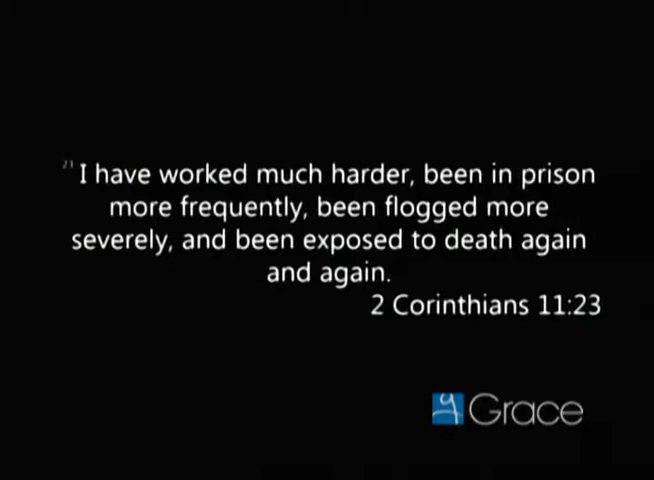 I have worked much harder, been in prison
more frequently, been flogged more
severely, and been exposed to death again
and again.
2 Corinthians 11:23
Grace